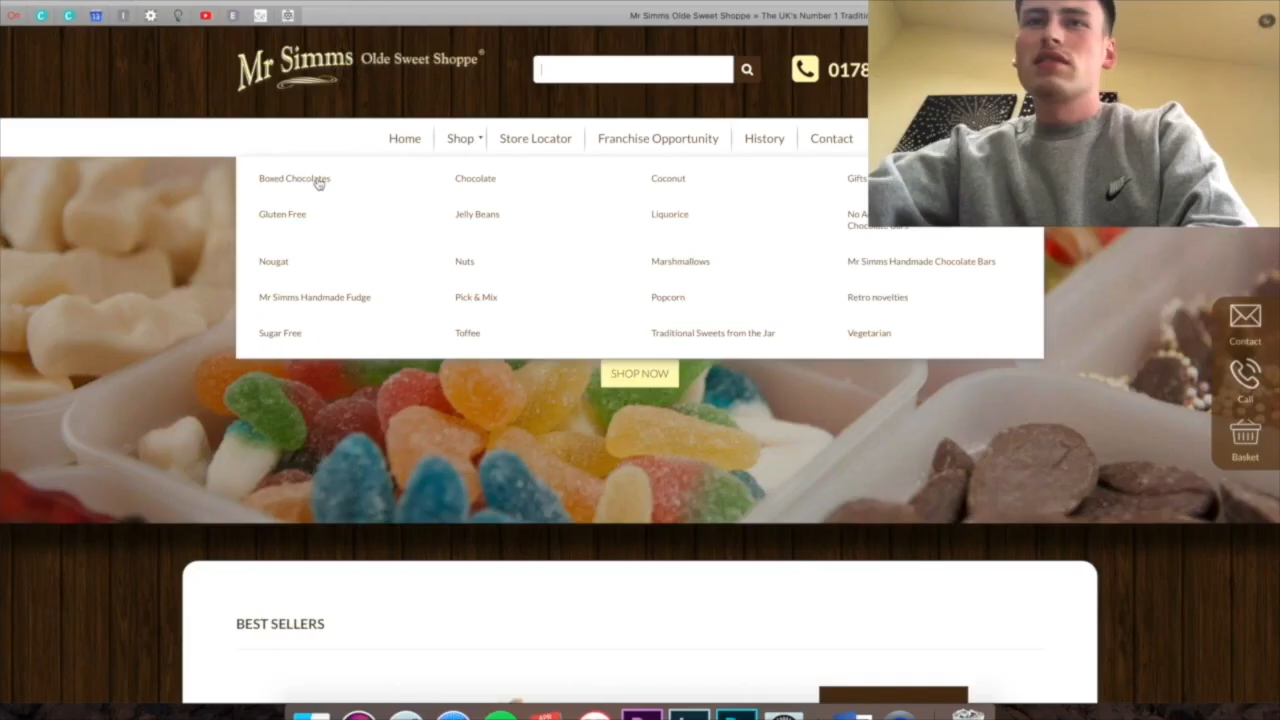 Mr Simms Olde Sweet Shoppe » The UK's Number 1 Traditi
Mr Simms Olde Sweet Shoppe®
0178
Home Shop Store Locator Franchise Opportunity History Contact
Boxed Chocolates Chocolate Coconut Gifts
Gluten Free Jelly Beans Liquorice No A
Chocolate Bars
Nougat Nuts Marshmallows Mr Simms Handmade Chocolate Bars
Mr Simms Handmade Fudge Pick & Mix Popcorn Retro novelties
Sugar Free Toffee Traditional Sweets from the Jar Vegetarian
SHOP NOW
Contact
Call
Basket
BEST SELLERS